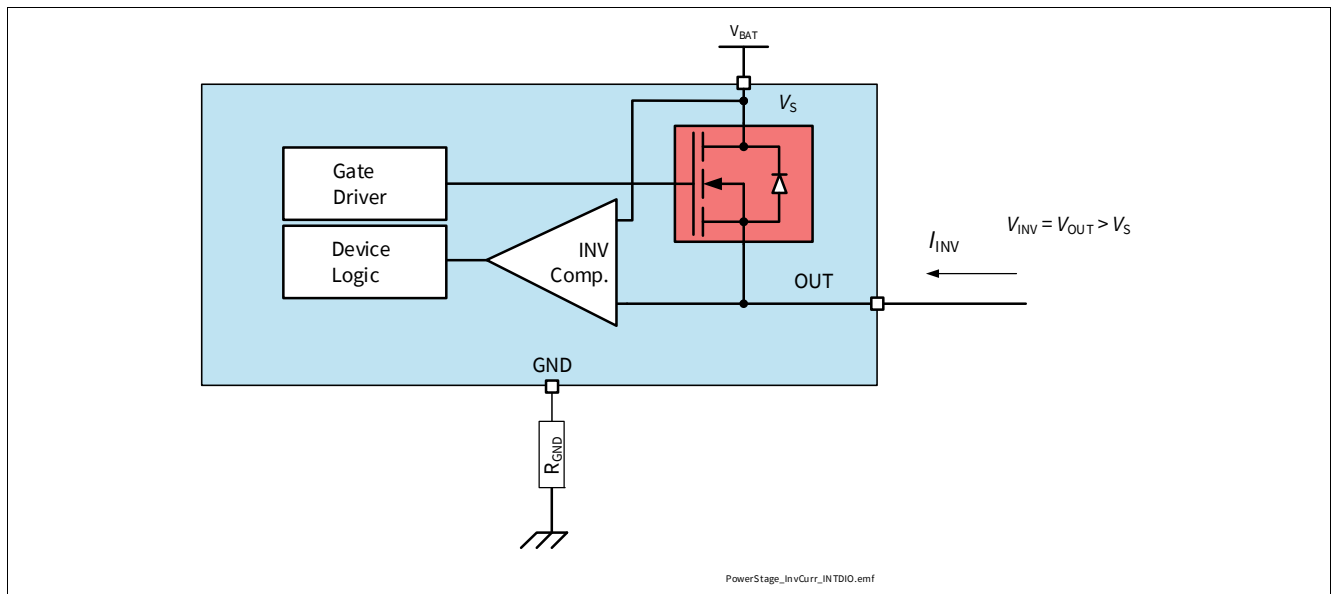 VBAT
VS
Gate
Driver
Device
Logic
INV
Comp.
OUT
IINV
VINV = VOUT > VS
GND
RGND
PowerStage_InvCurr_INTDIO.emf